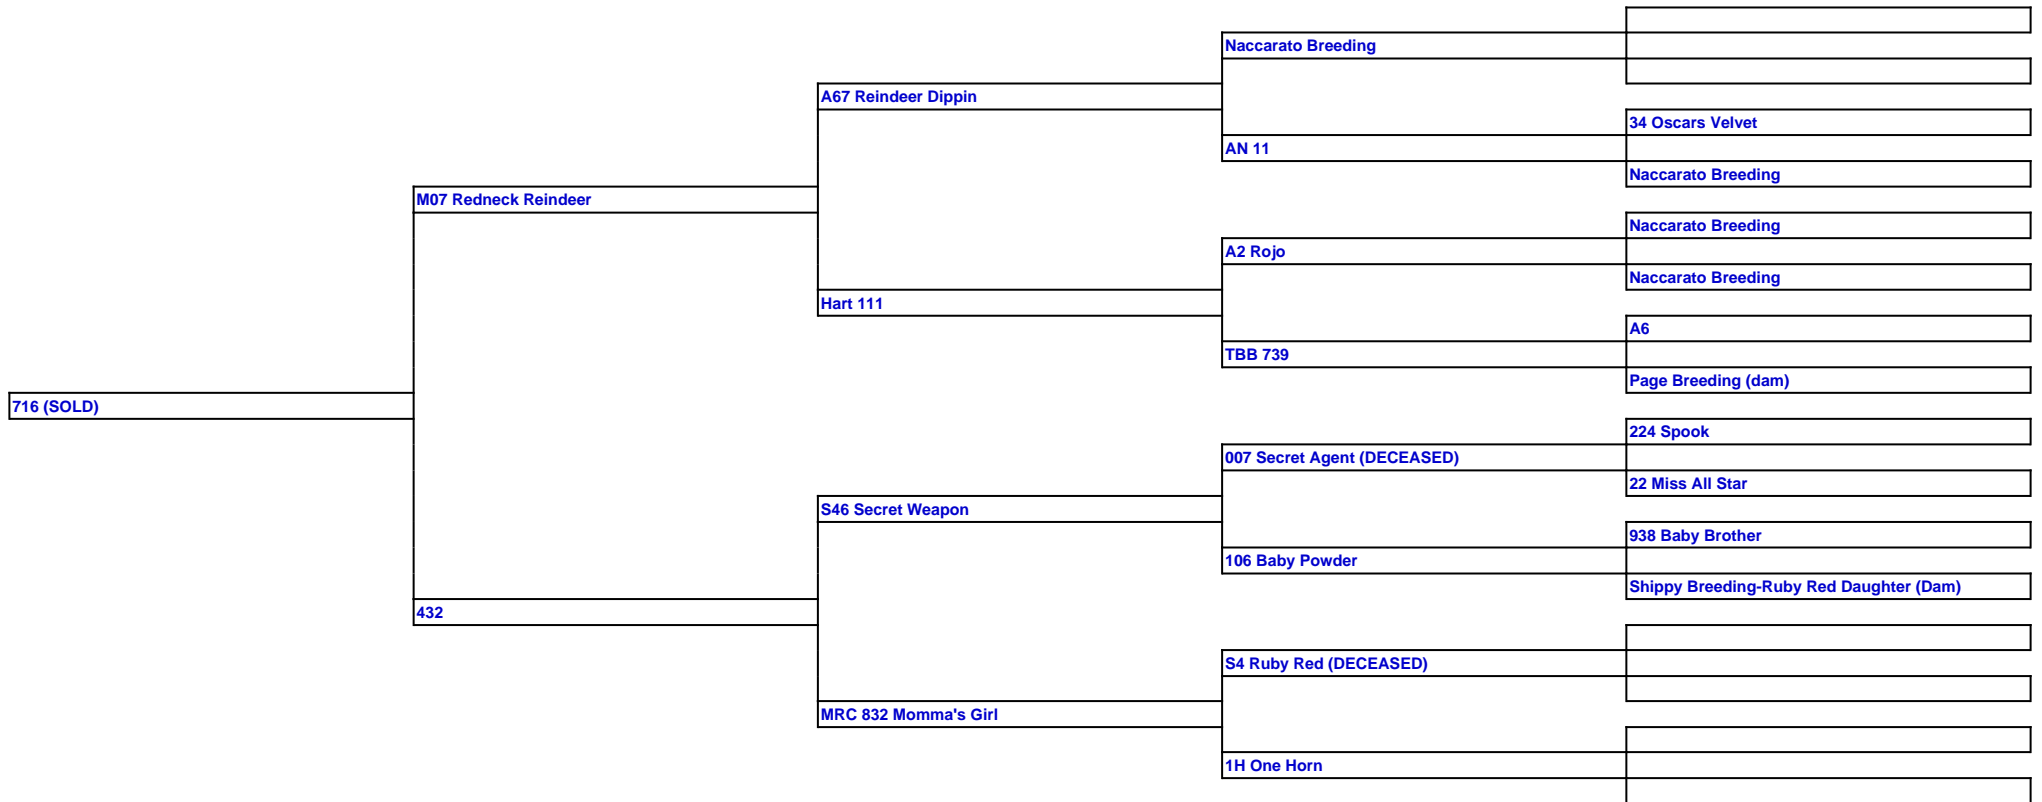 Naccarato Breeding
A67 Reindeer Dippin
34 Oscars Velvet
AN 11
Naccarato Breeding
M07 Redneck Reindeer
Naccarato Breeding
A2 Rojo
Naccarato Breeding
Hart 111
A6
TBB 739
Page Breeding (dam)
716 (SOLD)
224 Spook
007 Secret Agent (DECEASED)
22 Miss All Star
S46 Secret Weapon
938 Baby Brother
106 Baby Powder
Shippy Breeding-Ruby Red Daughter (Dam)
432
S4 Ruby Red (DECEASED)
MRC 832 Momma's Girl
1H One Horn